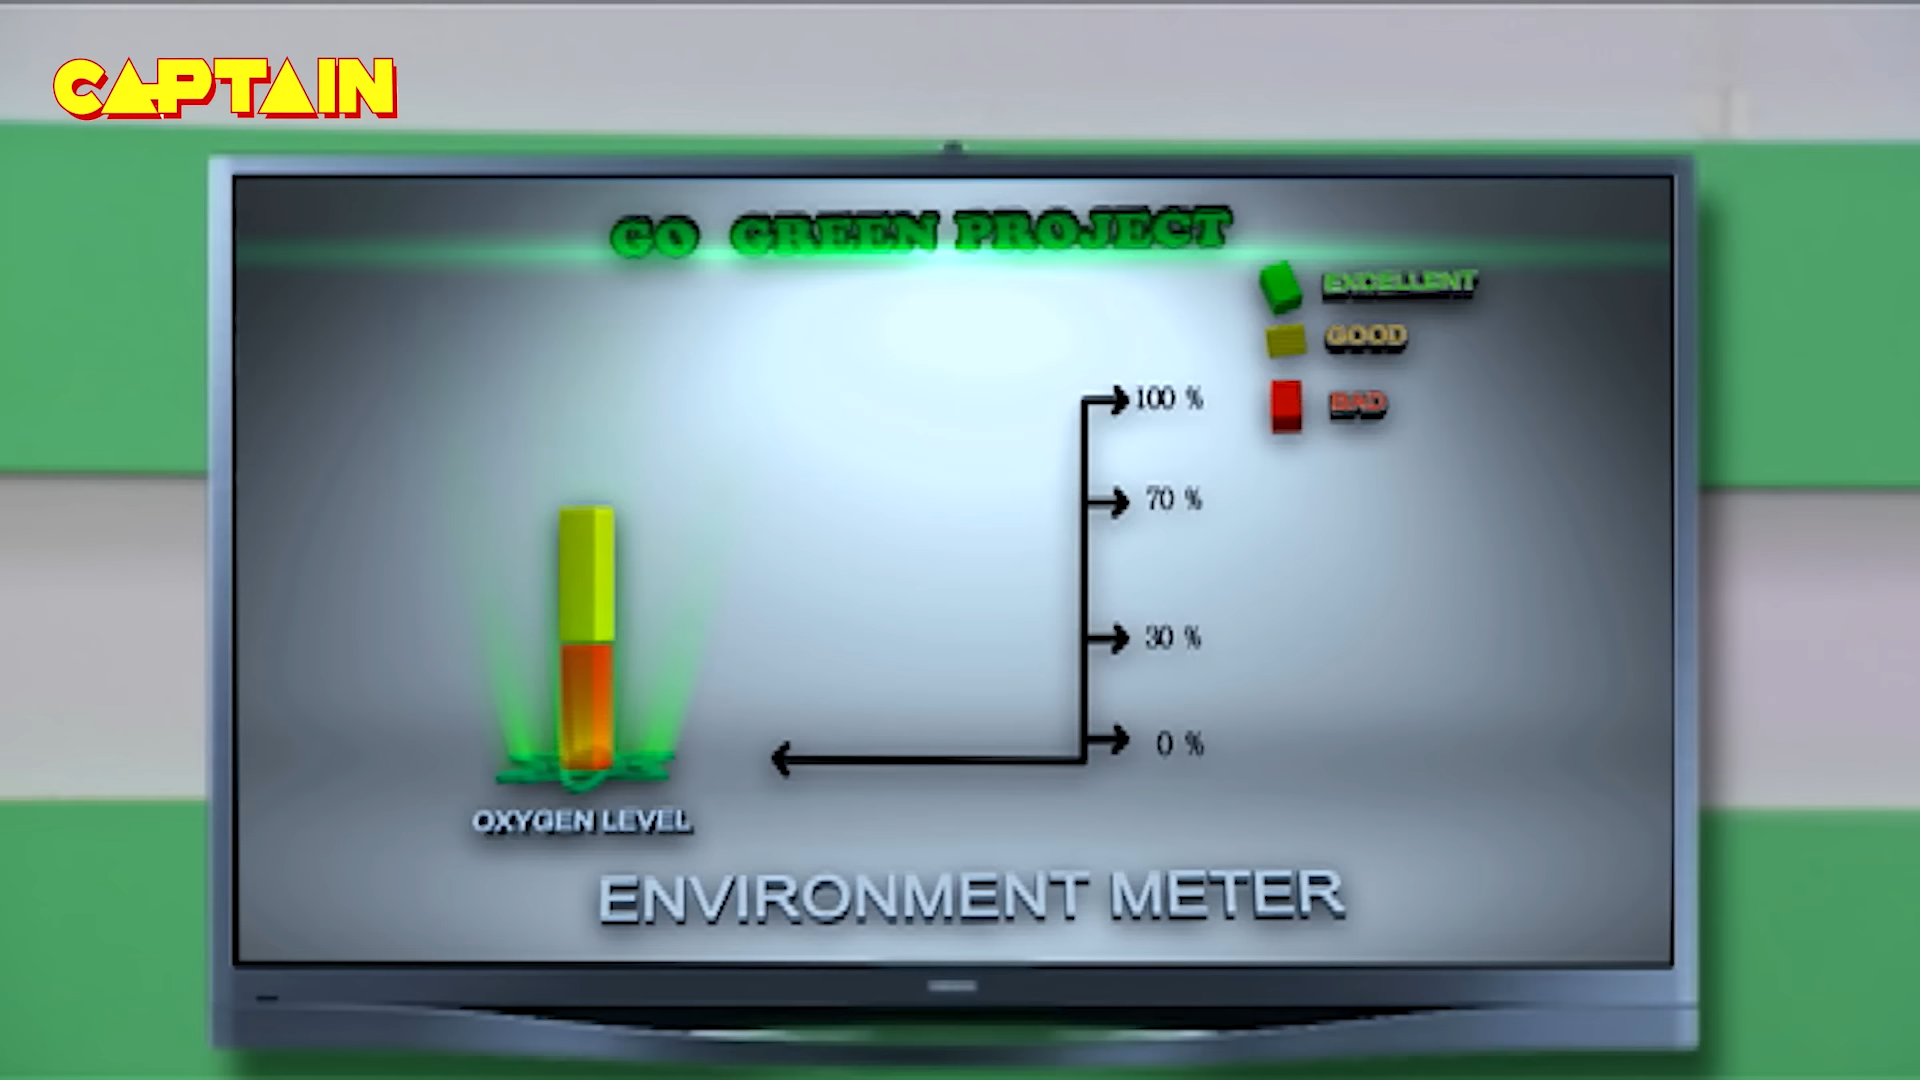 CAPTAIN
GO GREEN PROJECT
EXCELLENT
GOOD
BAD
100 %
70 %
30 %
0 %
OXYGEN LEVEL
ENVIRONMENT METER